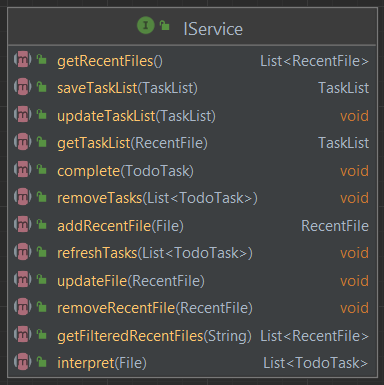 I IService
m getRecentFiles() List<RecentFile>
m saveTaskList(TaskList) TaskList
m updateTaskList(TaskList) void
m getTaskList(RecentFile) TaskList
m complete(TodoTask) void
m removeTasks(List<TodoTask>) void
m addRecentFile(File) RecentFile
m refreshTasks(List<TodoTask>) void
m updateFile(RecentFile) void
m removeRecentFile(RecentFile) void
m getFilteredRecentFiles(String) List<RecentFile>
m interpret(File) List<TodoTask>